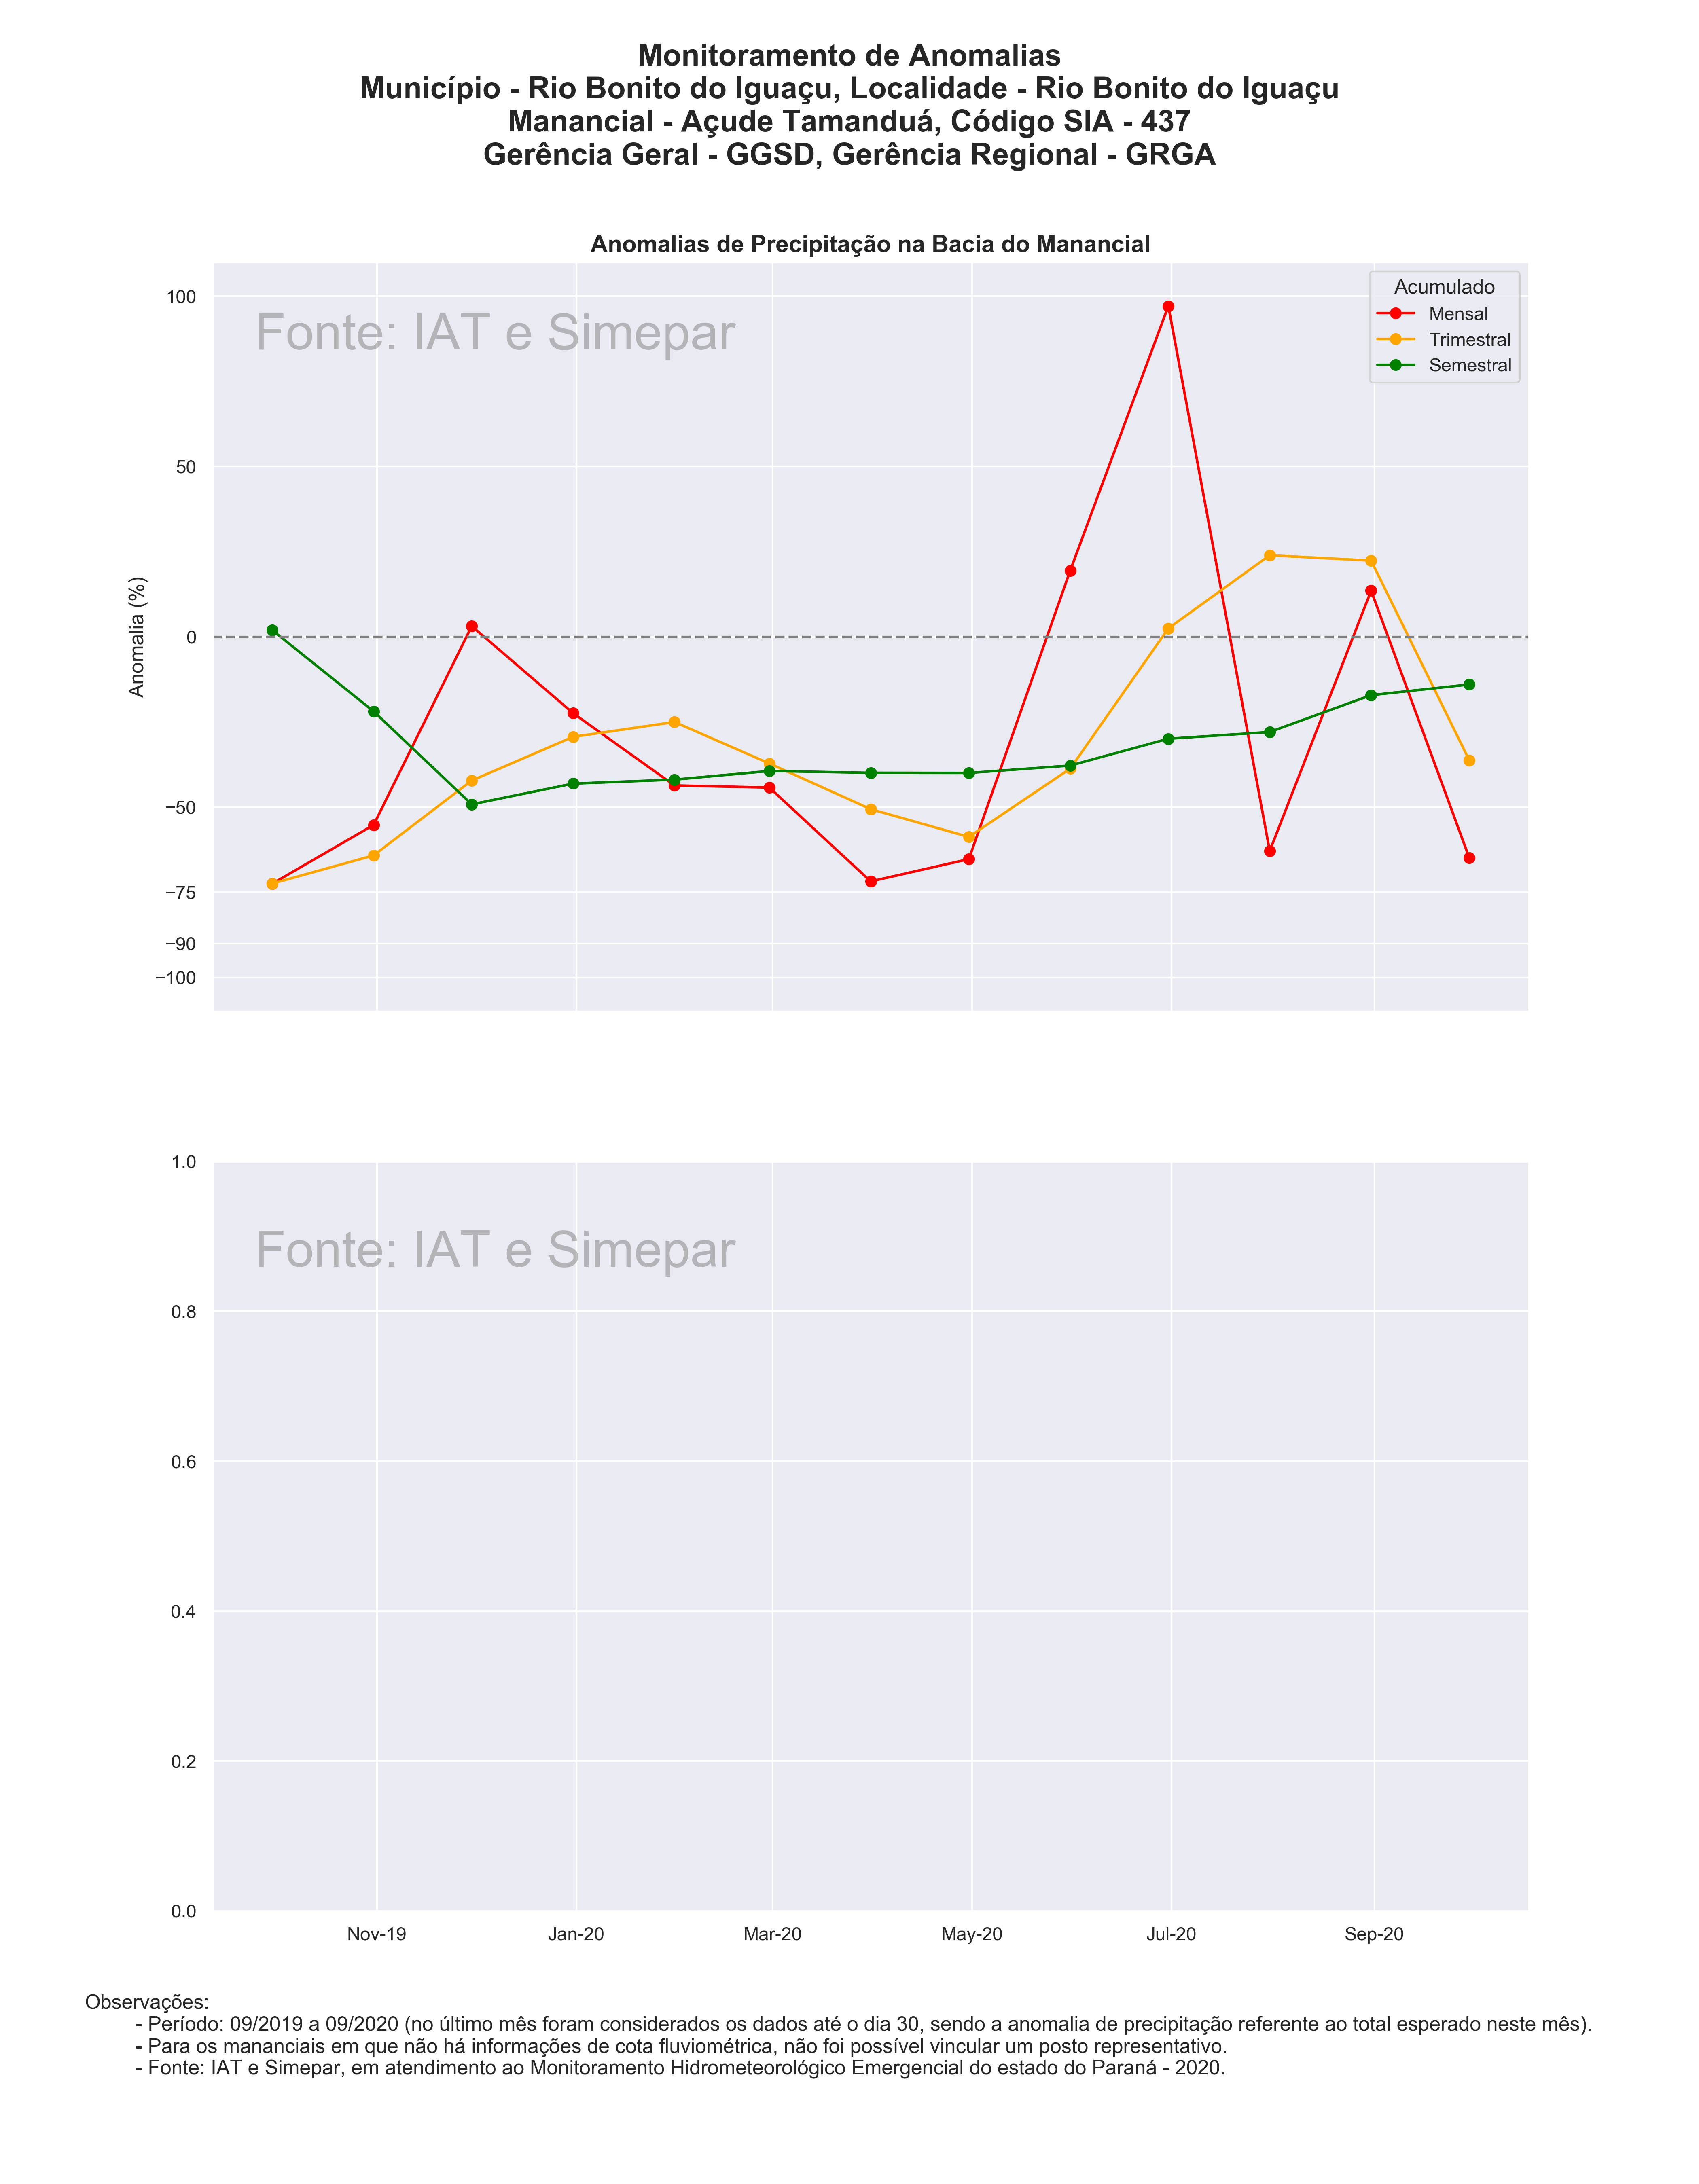 Monitoramento de Anomalias
Município - Rio Bonito do Iguaçu, Localidade - Rio Bonito do Iguaçu
Manancial - Açude Tamanduá, Código SIA - 437
Gerência Geral - GGSD, Gerência Regional - GRGA
Anomalias de Precipitação na Bacia do Manancial
Fonte: IAT e Simepar
Acumulado
Mensal
Trimestral
Semestral
Anomalia (%)
100
50
0
−50
−75
−90
−100
Fonte: IAT e Simepar
1.0
0.8
0.6
0.4
0.2
0.0
Nov-19 Jan-20 Mar-20 May-20 Jul-20 Sep-20
Observações:
- Período: 09/2019 a 09/2020 (no último mês foram considerados os dados até o dia 30, sendo a anomalia de precipitação referente ao total esperado neste mês).
- Para os mananciais em que não há informações de cota fluviométrica, não foi possível vincular um posto representativo.
- Fonte: IAT e Simepar, em atendimento ao Monitoramento Hidrometeorológico Emergencial do estado do Paraná - 2020.